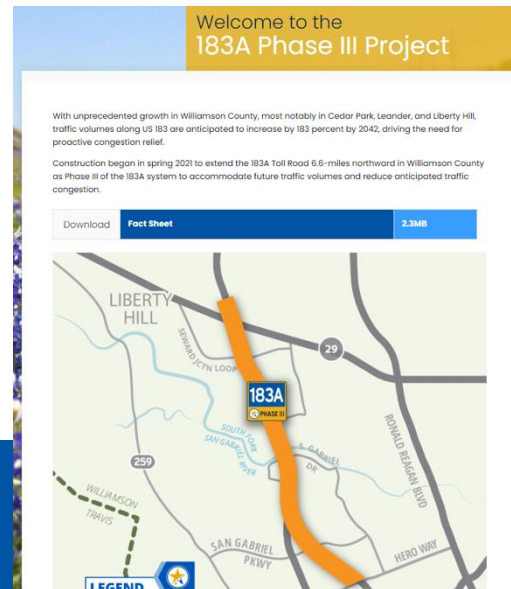 Welcome to the
183A Phase III Project
With unprecedented growth in Williamson County, most notably in Cedar Park, Leander, and Liberty Hill,
traffic volumes along US 183 are anticipated to increase by 183 percent by 2042, driving the need for
proactive congestion relief.
Construction began in spring 2021 to extend the 183A Toll Road 6.6-miles northward in Williamson County
as Phase III of the 183A system to accommodate future traffic volumes and reduce anticipated traffic
congestion.
Download Fact Sheet 2.3MB
LIBERTY
HILL
SEWARD JCTN LOOP
29
183A
PHASE III
SOUTH FORK
SAN GABRIEL RIVER
S. GABRIEL
DR
RONALD REAGAN BLVD
259
WILLIAMSON
TRAVIS
SAN GABRIEL
PKWY
HERO WAY
LEGEND